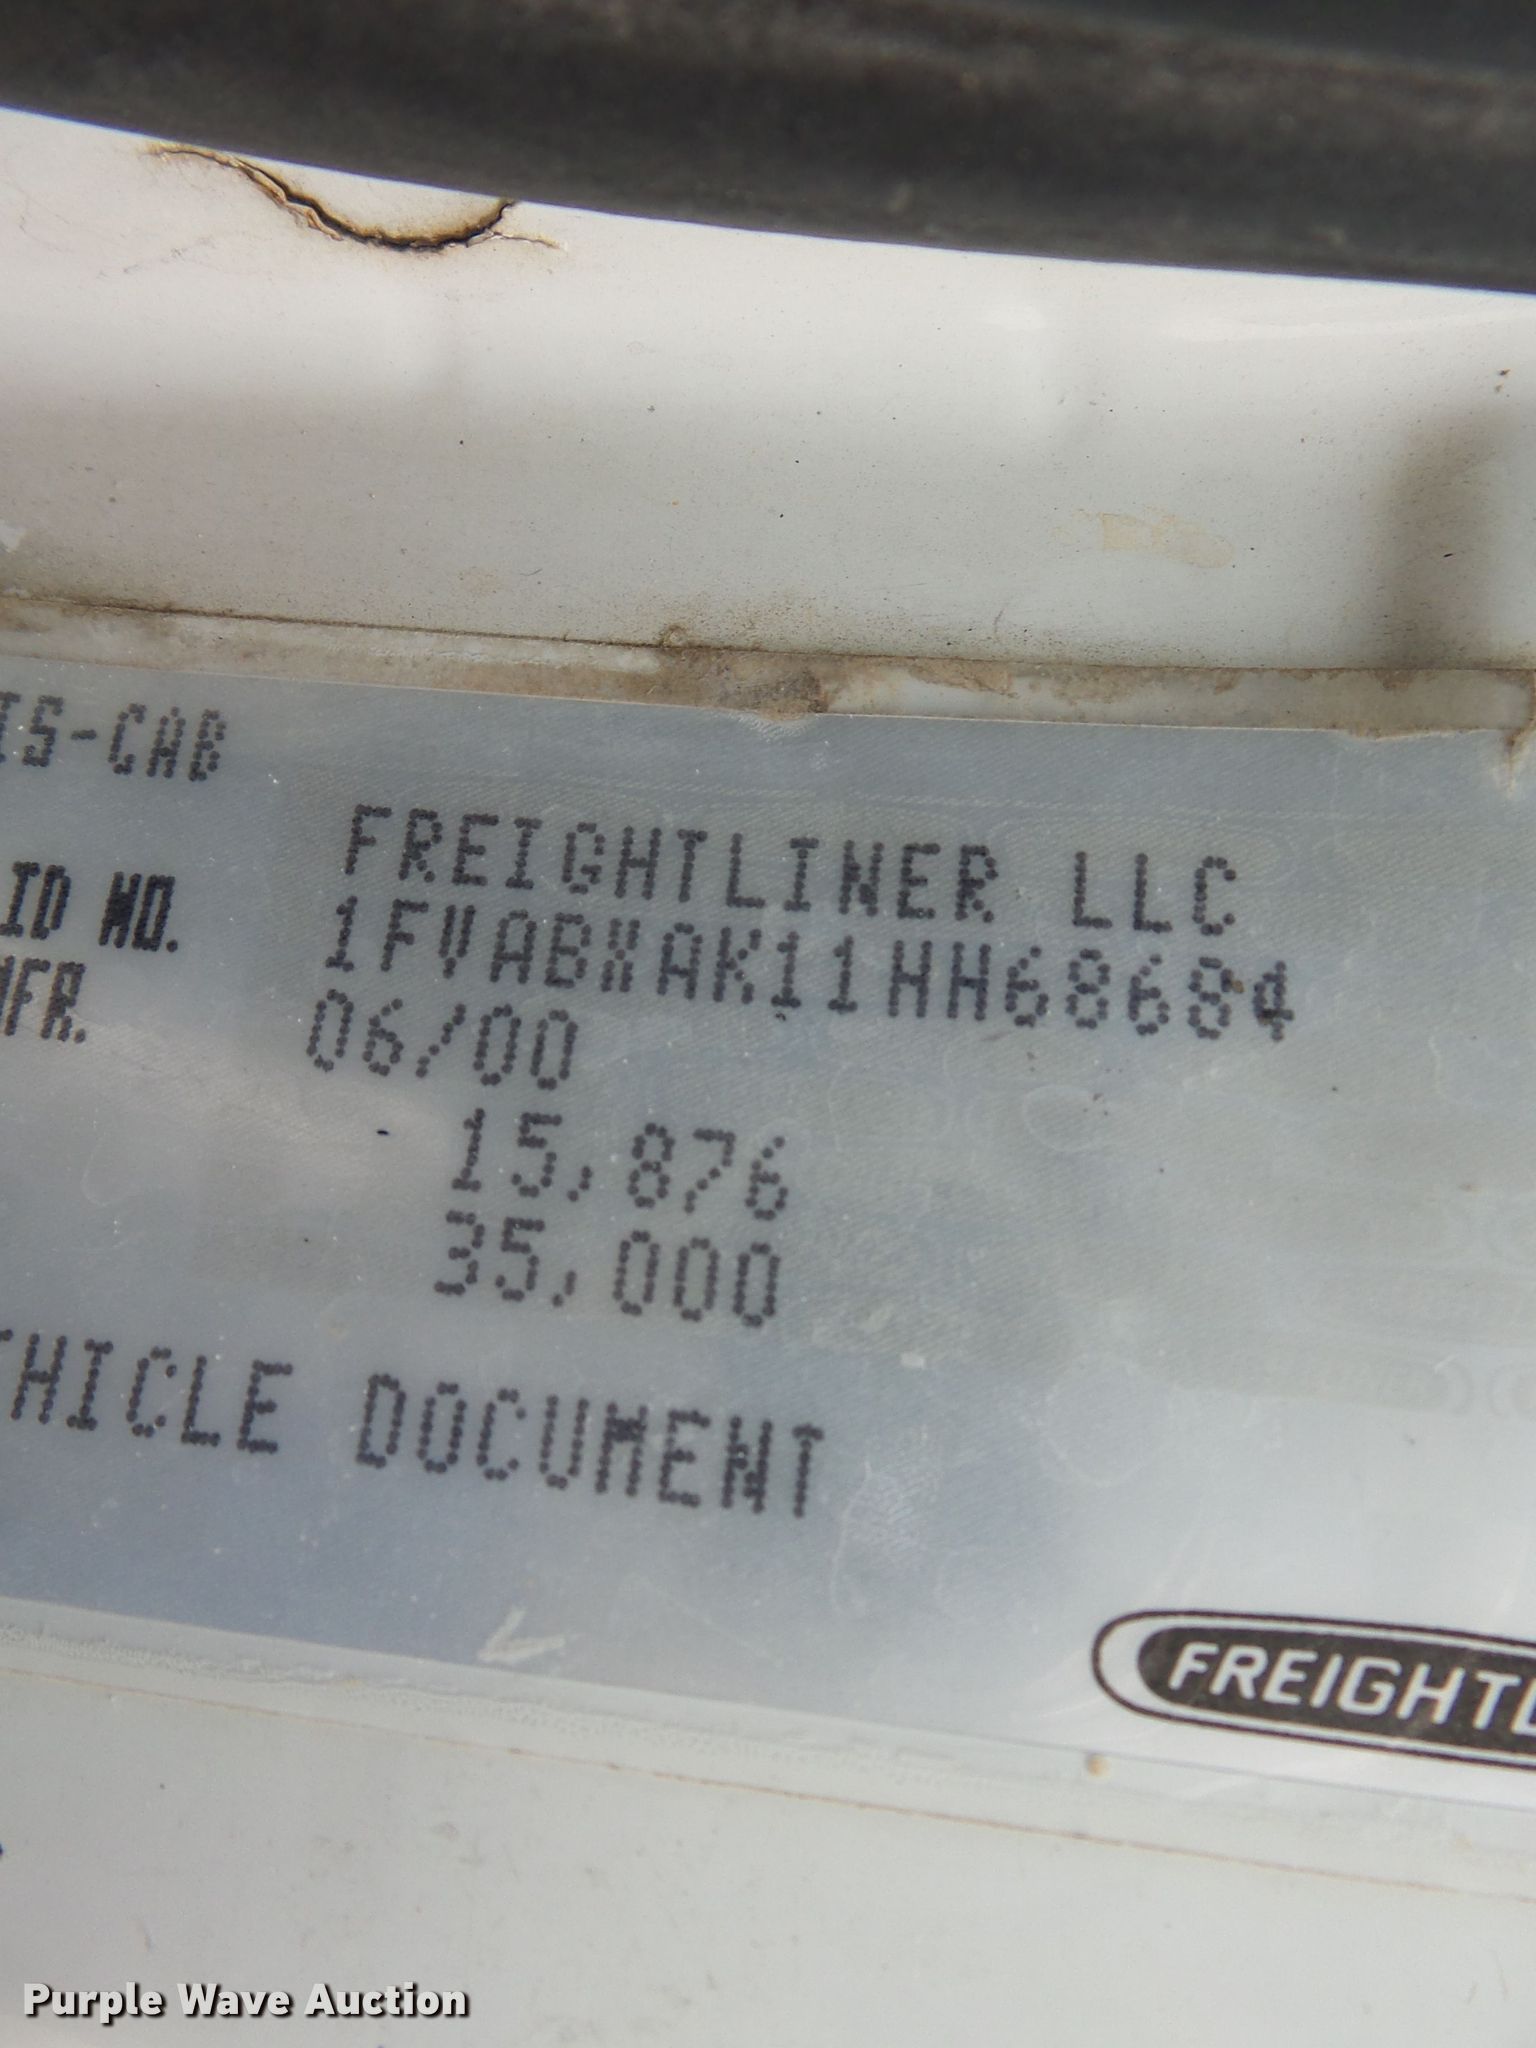 IS-CAB
FREIGHTLINER LLC
ID NO. 1FVABXAK11HH68684
MFR. 06/00
15,876
35,000
EHICLE DOCUMENT
FREIGHTL
Purple Wave Auction